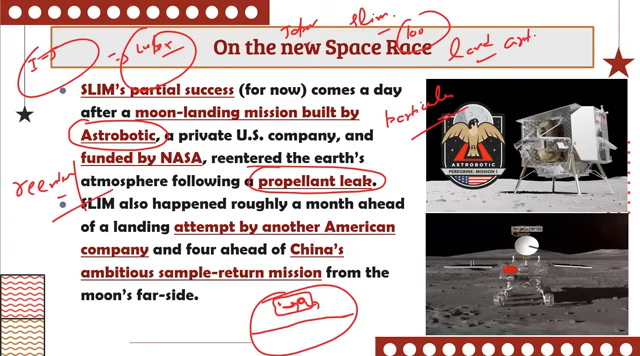 Japan
Slim.
100
On the new Space Race
land
SLIM's partial success (for now) comes a day
after a moon-landing mission built by
Astrobotic, a private U.S. company, and
funded by NASA, reentered the earth's
atmosphere following a propellant leak.
SLIM also happened roughly a month ahead
of a landing attempt by another American
company and four ahead of China's
ambitious sample-return mission from the
moon's far-side.
particular
ASTROBOTIC
PEREGRINE: MISSION 1